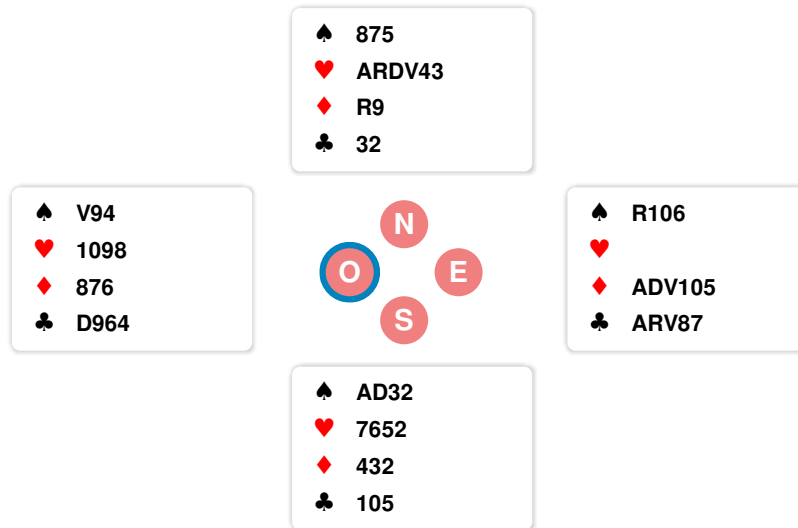 ♠ 875
♥ ARDV43
♦ R9
♣ 32
♠ V94
♥ 1098
♦ 876
♣ D964
N
O
E
S
♠ R106
♥
♦ ADV105
♣ ARV87
♠ AD32
♥ 7652
♦ 432
♣ 105